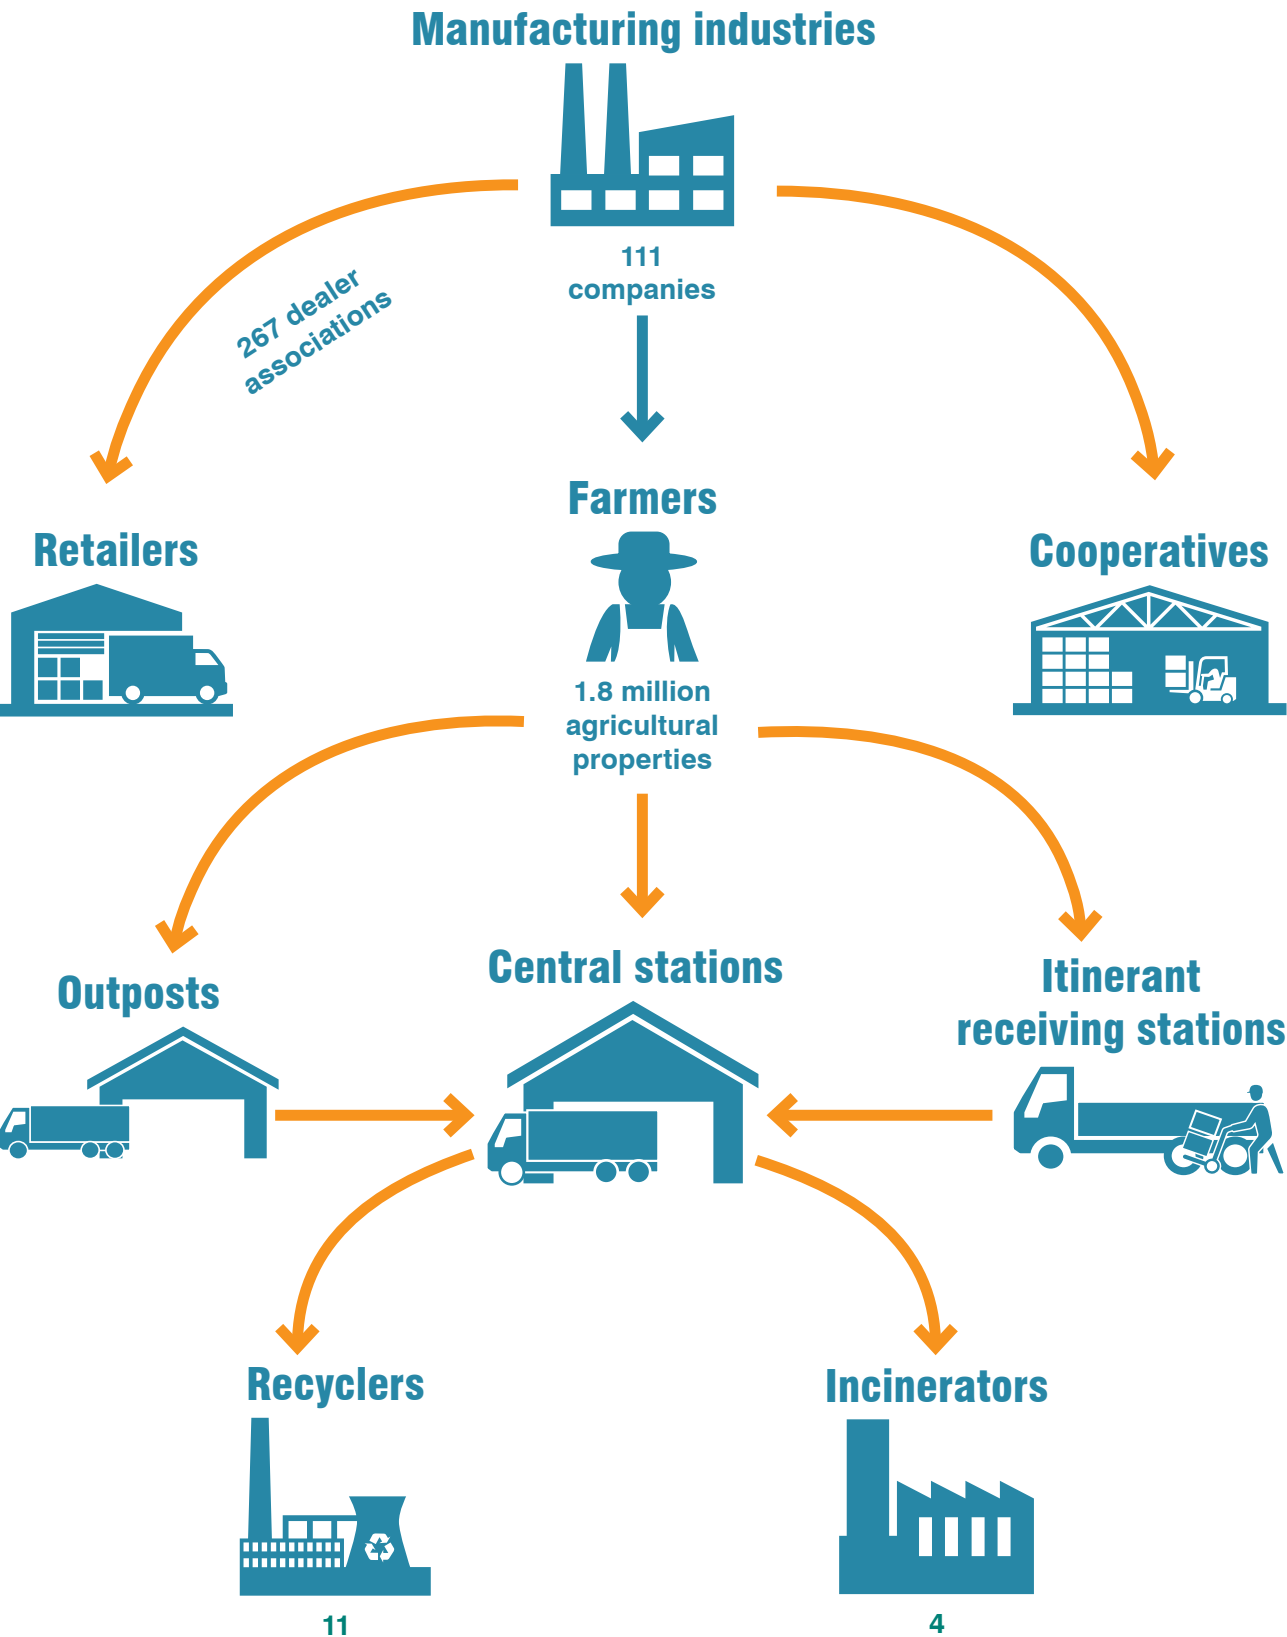 Manufacturing industries
111
companies
267 dealer
associations
Farmers
Retailers
Cooperatives
1.8 million
agricultural
properties
Central stations
Outposts
Itinerant
receiving stations
Recyclers
Incinerators
11
4